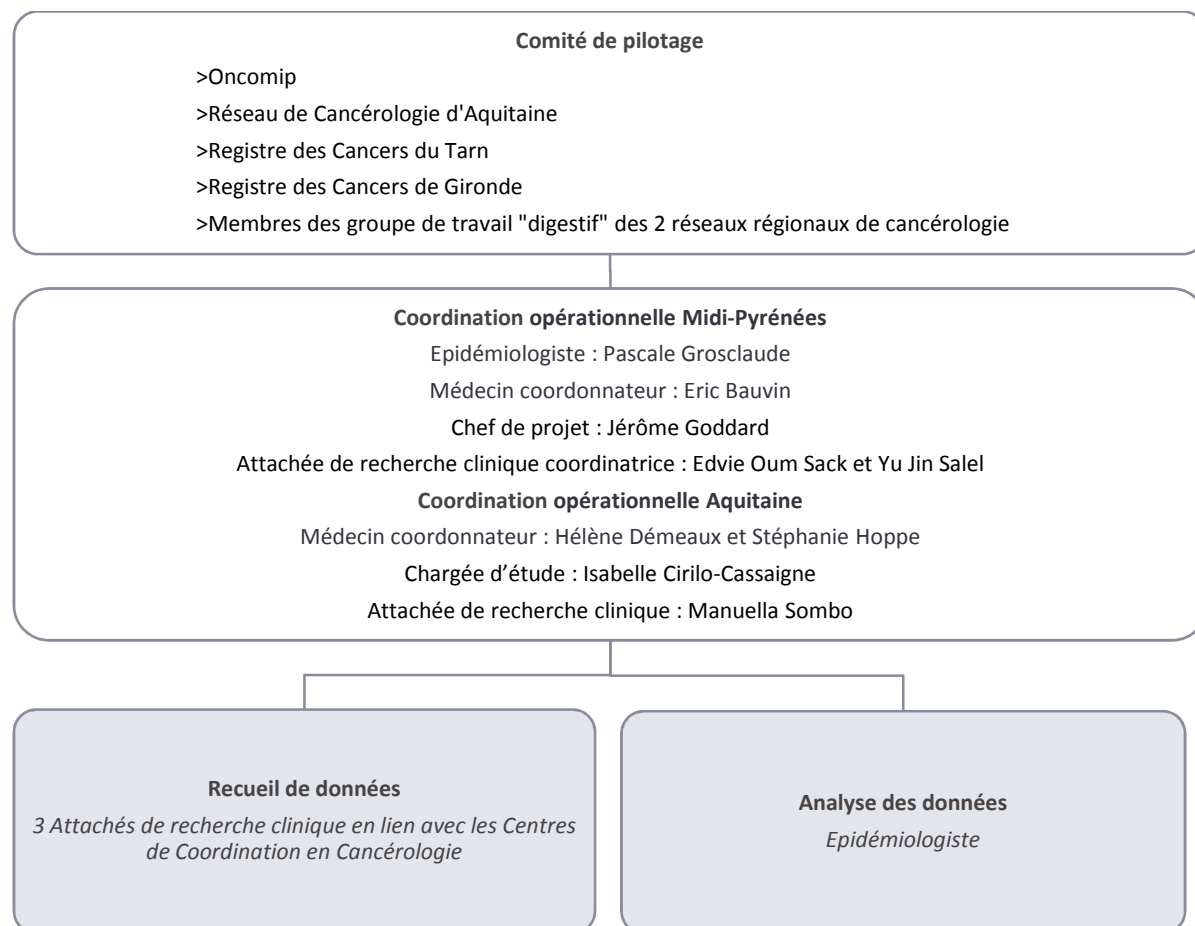 Comité de pilotage
>Oncomip
>Réseau de Cancérologie d'Aquitaine
>Registre des Cancers du Tarn
>Registre des Cancers de Gironde
>Membres des groupe de travail "digestif" des 2 réseaux régionaux de cancérologie
Coordination opérationnelle Midi-Pyrénées
Epidémiologiste : Pascale Grosclaude
Médecin coordonnateur : Eric Bauvin
Chef de projet : Jérôme Goddard
Attachée de recherche clinique coordinatrice : Edvie Oum Sack et Yu Jin Salel
Coordination opérationnelle Aquitaine
Médecin coordonnateur : Hélène Démeaux et Stéphanie Hoppe
Chargée d’étude : Isabelle Cirilo-Cassaigne
Attachée de recherche clinique : Manuella Sombo
Recueil de données
3 Attachés de recherche clinique en lien avec les Centres
de Coordination en Cancérologie
Analyse des données
Epidémiologiste